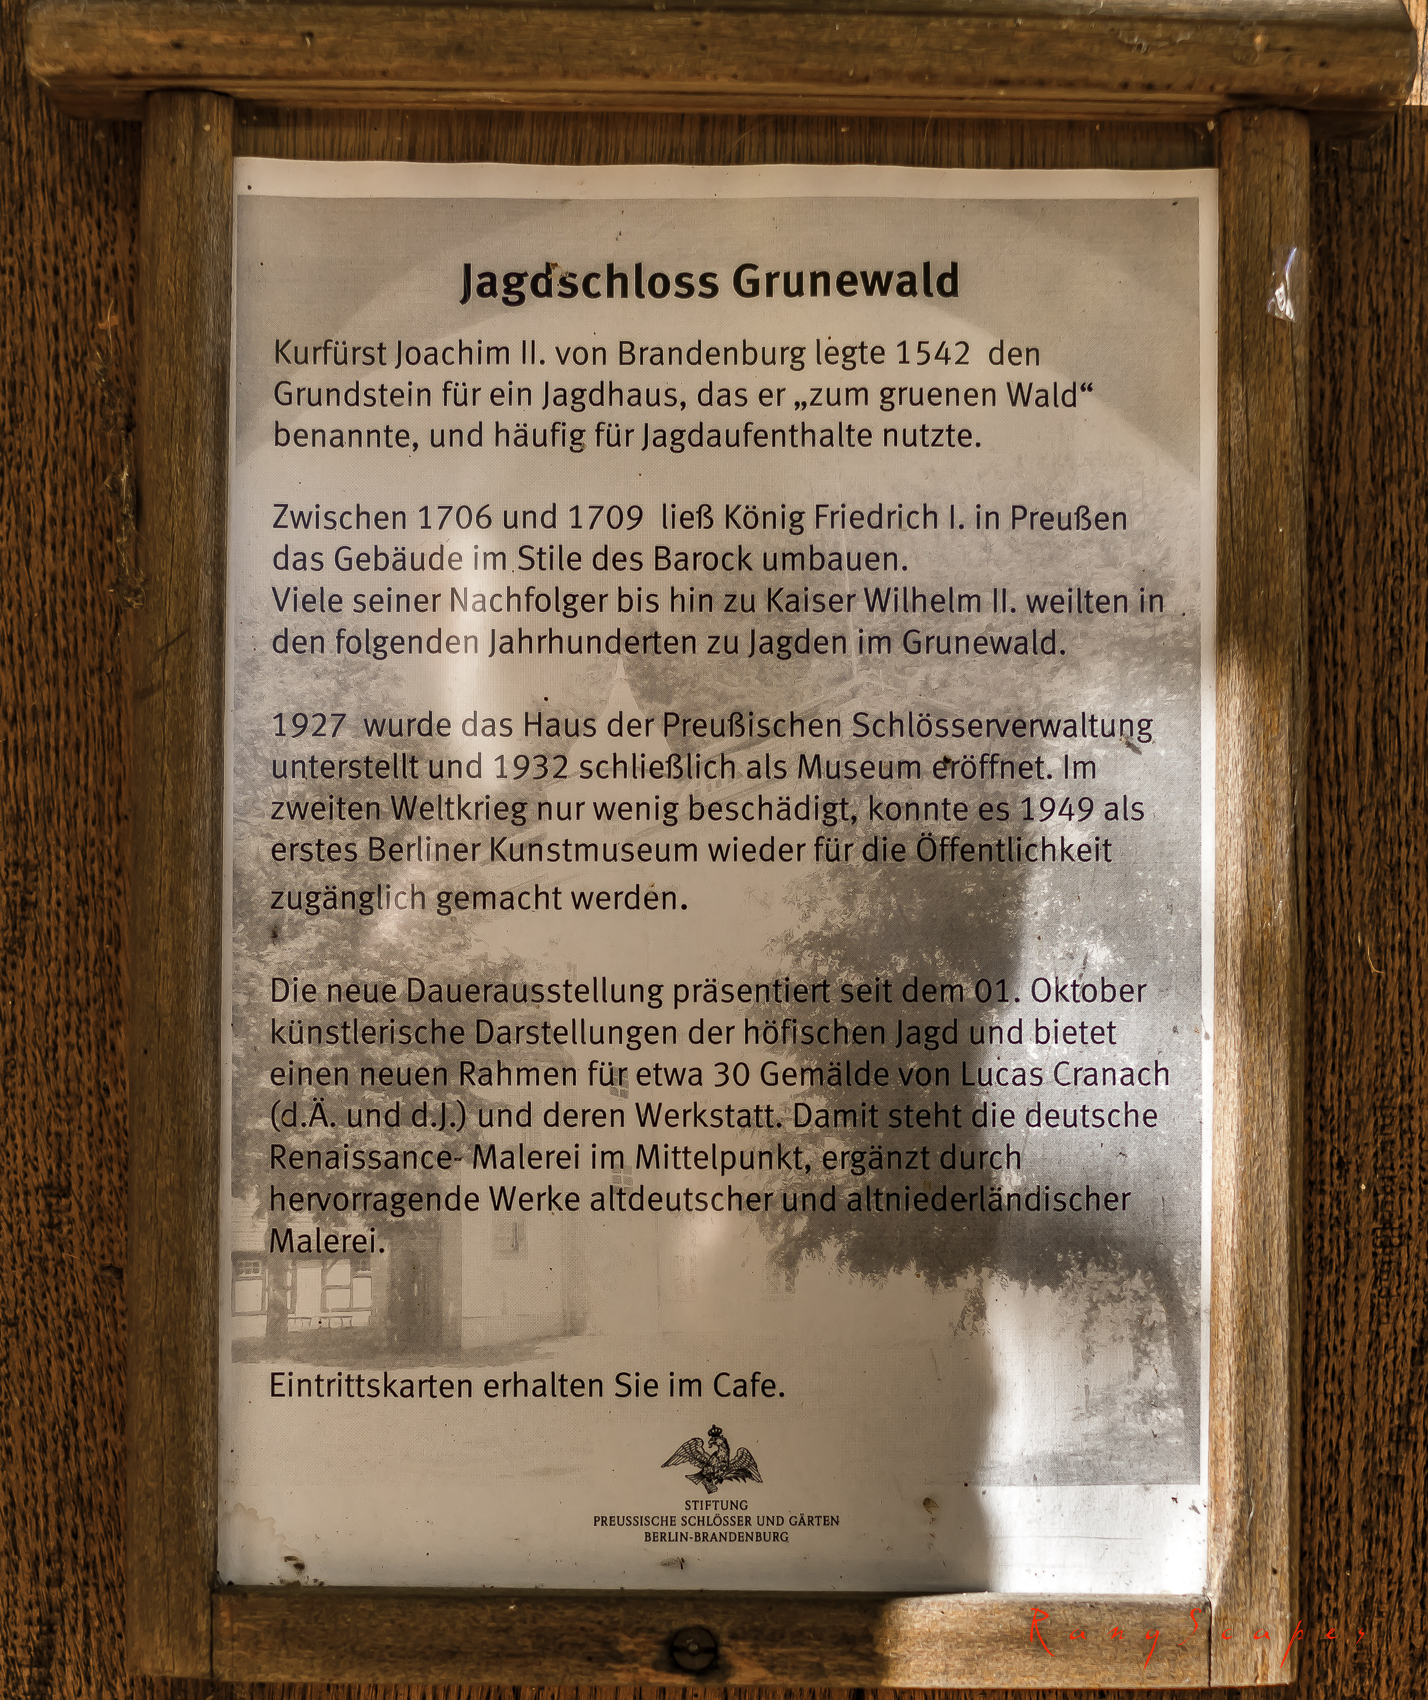 Jagdschloss Grunewald
Kurfürst Joachim II. von Brandenburg legte 1542 den
Grundstein für ein Jagdhaus, das er „zum gruenen Wald“
benannte, und häufig für Jagdaufenthalte nutzte.
Zwischen 1706 und 1709 ließ König Friedrich I. in Preußen
das Gebäude im Stile des Barock umbauen.
Viele seiner Nachfolger bis hin zu Kaiser Wilhelm II. weilten in
den folgenden Jahrhunderten zu Jagden im Grunewald.
1927 wurde das Haus der Preußischen Schlösserverwaltung
unterstellt und 1932 schließlich als Museum eröffnet. Im
zweiten Weltkrieg nur wenig beschädigt, konnte es 1949 als
erstes Berliner Kunstmuseum wieder für die Öffentlichkeit
zugänglich gemacht werden.
Die neue Dauerausstellung präsentiert seit dem 01. Oktober
künstlerische Darstellungen der höfischen Jagd und bietet
einen neuen Rahmen für etwa 30 Gemälde von Lucas Cranach
(d.Ä. und d.J.) und deren Werkstatt. Damit steht die deutsche
Renaissance- Malerei im Mittelpunkt, ergänzt durch
hervorragende Werke altdeutscher und altniederländischer
Malerei.
Eintrittskarten erhalten Sie im Cafe.
STIFTUNG
PREUSSISCHE SCHLÖSSER UND GÄRTEN
BERLIN-BRANDENBURG